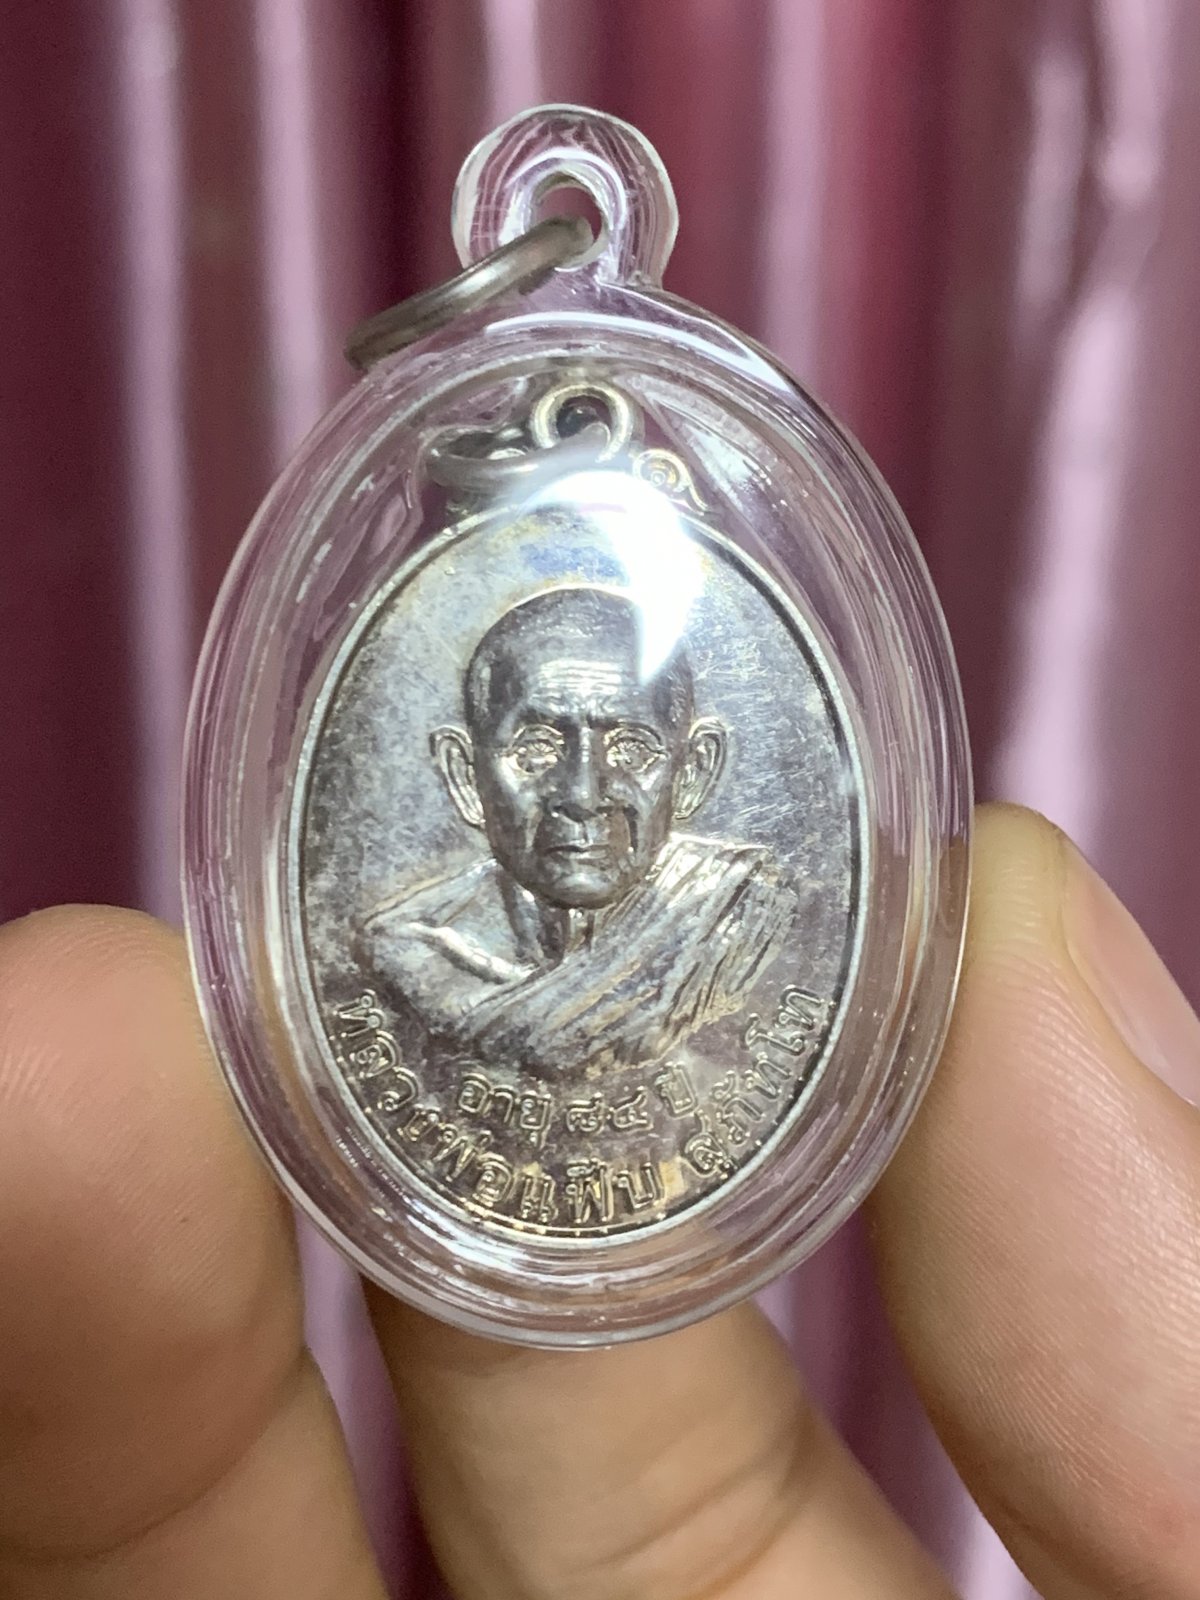 อายุ ๘๔ ปี
หลวงพ่อแฟ๊บ สุภัทโท